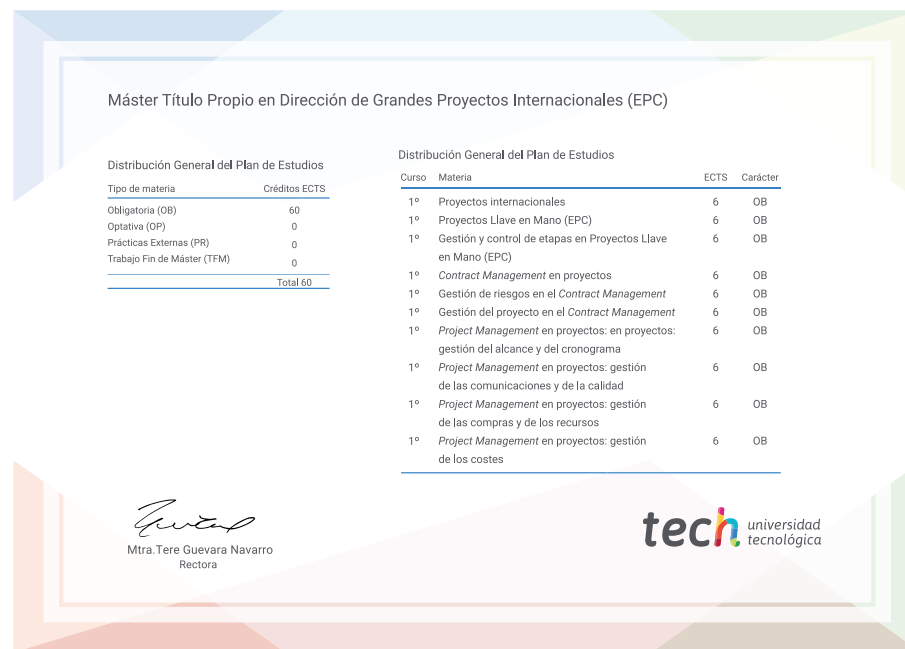 Máster Título Propio en Dirección de Grandes Proyectos Internacionales (EPC)
Distribución General del Plan de Estudios
Tipo de materia Créditos ECTS
Obligatoria (OB) 60
Optativa (OP) 0
Prácticas Externas (PR) 0
Trabajo Fin de Máster (TFM) 0
Total 60
Distribución General del Plan de Estudios
Curso Materia ECTS Carácter
1º Proyectos internacionales 6 OB
1º Proyectos Llave en Mano (EPC) 6 OB
1º Gestión y control de etapas en Proyectos Llave 6 OB
en Mano (EPC)
1º Contract Management en proyectos 6 OB
1º Gestión de riesgos en el Contract Management 6 OB
1º Gestión del proyecto en el Contract Management 6 OB
1º Project Management en proyectos: en proyectos: 6 OB
gestión del alcance y del cronograma
1º Project Management en proyectos: gestión 6 OB
de las comunicaciones y de la calidad
1º Project Management en proyectos: gestión 6 OB
de las compras y de los recursos
1º Project Management en proyectos: gestión 6 OB
de los costes
Mtra.Tere Guevara Navarro
Rectora
tech universidad
tecnológica